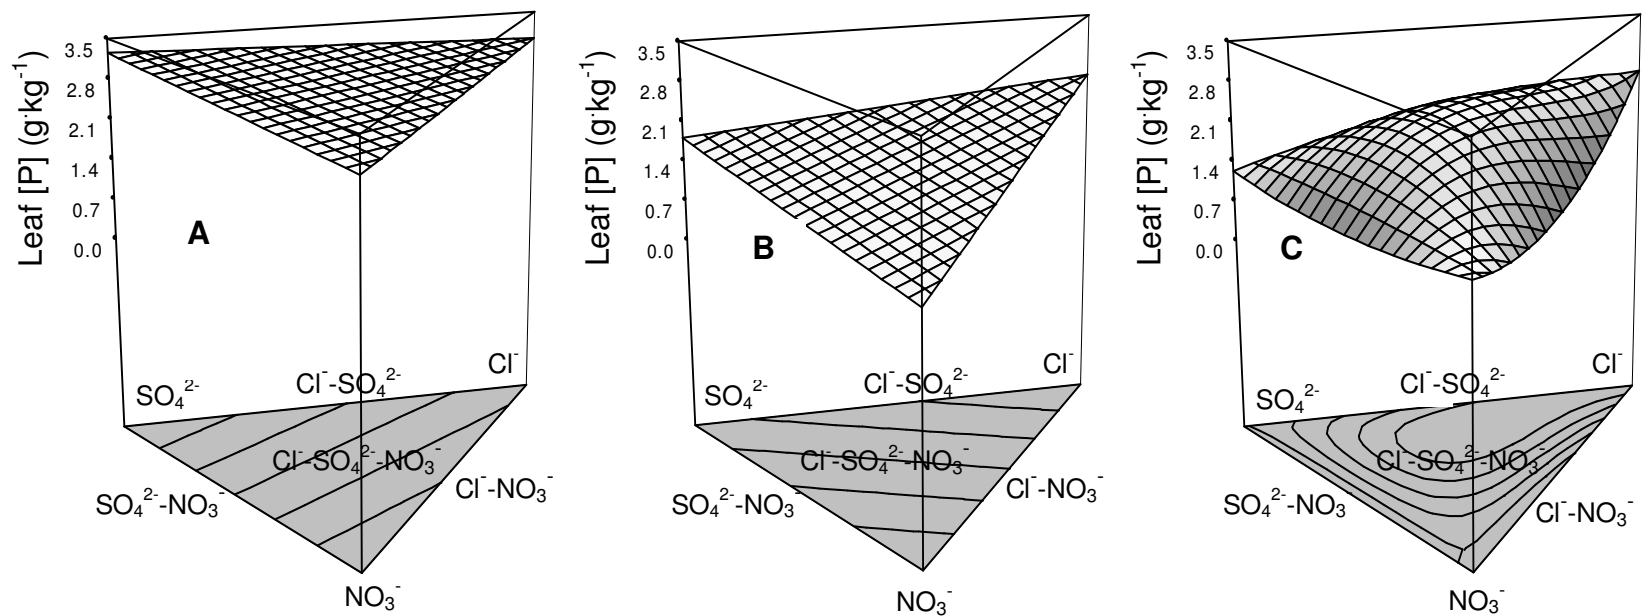 Leaf [P] (g·kg⁻¹)
3.5
2.8
2.1
1.4
0.7
0.0
A
SO₄²⁻
Cl⁻-SO₄²⁻
Cl⁻
Cl⁻-SO₄²⁻-NO₃⁻
SO₄²⁻-NO₃⁻
Cl⁻-NO₃⁻
NO₃⁻
Leaf [P] (g·kg⁻¹)
3.5
2.8
2.1
1.4
0.7
0.0
B
SO₄²⁻
Cl⁻-SO₄²⁻
Cl⁻
Cl⁻-SO₄²⁻-NO₃⁻
SO₄²⁻-NO₃⁻
Cl⁻-NO₃⁻
NO₃⁻
Leaf [P] (g·kg⁻¹)
3.5
2.8
2.1
1.4
0.7
0.0
C
SO₄²⁻
Cl⁻-SO₄²⁻
Cl⁻
Cl⁻-SO₄²⁻-NO₃⁻
SO₄²⁻-NO₃⁻
Cl⁻-NO₃⁻
NO₃⁻